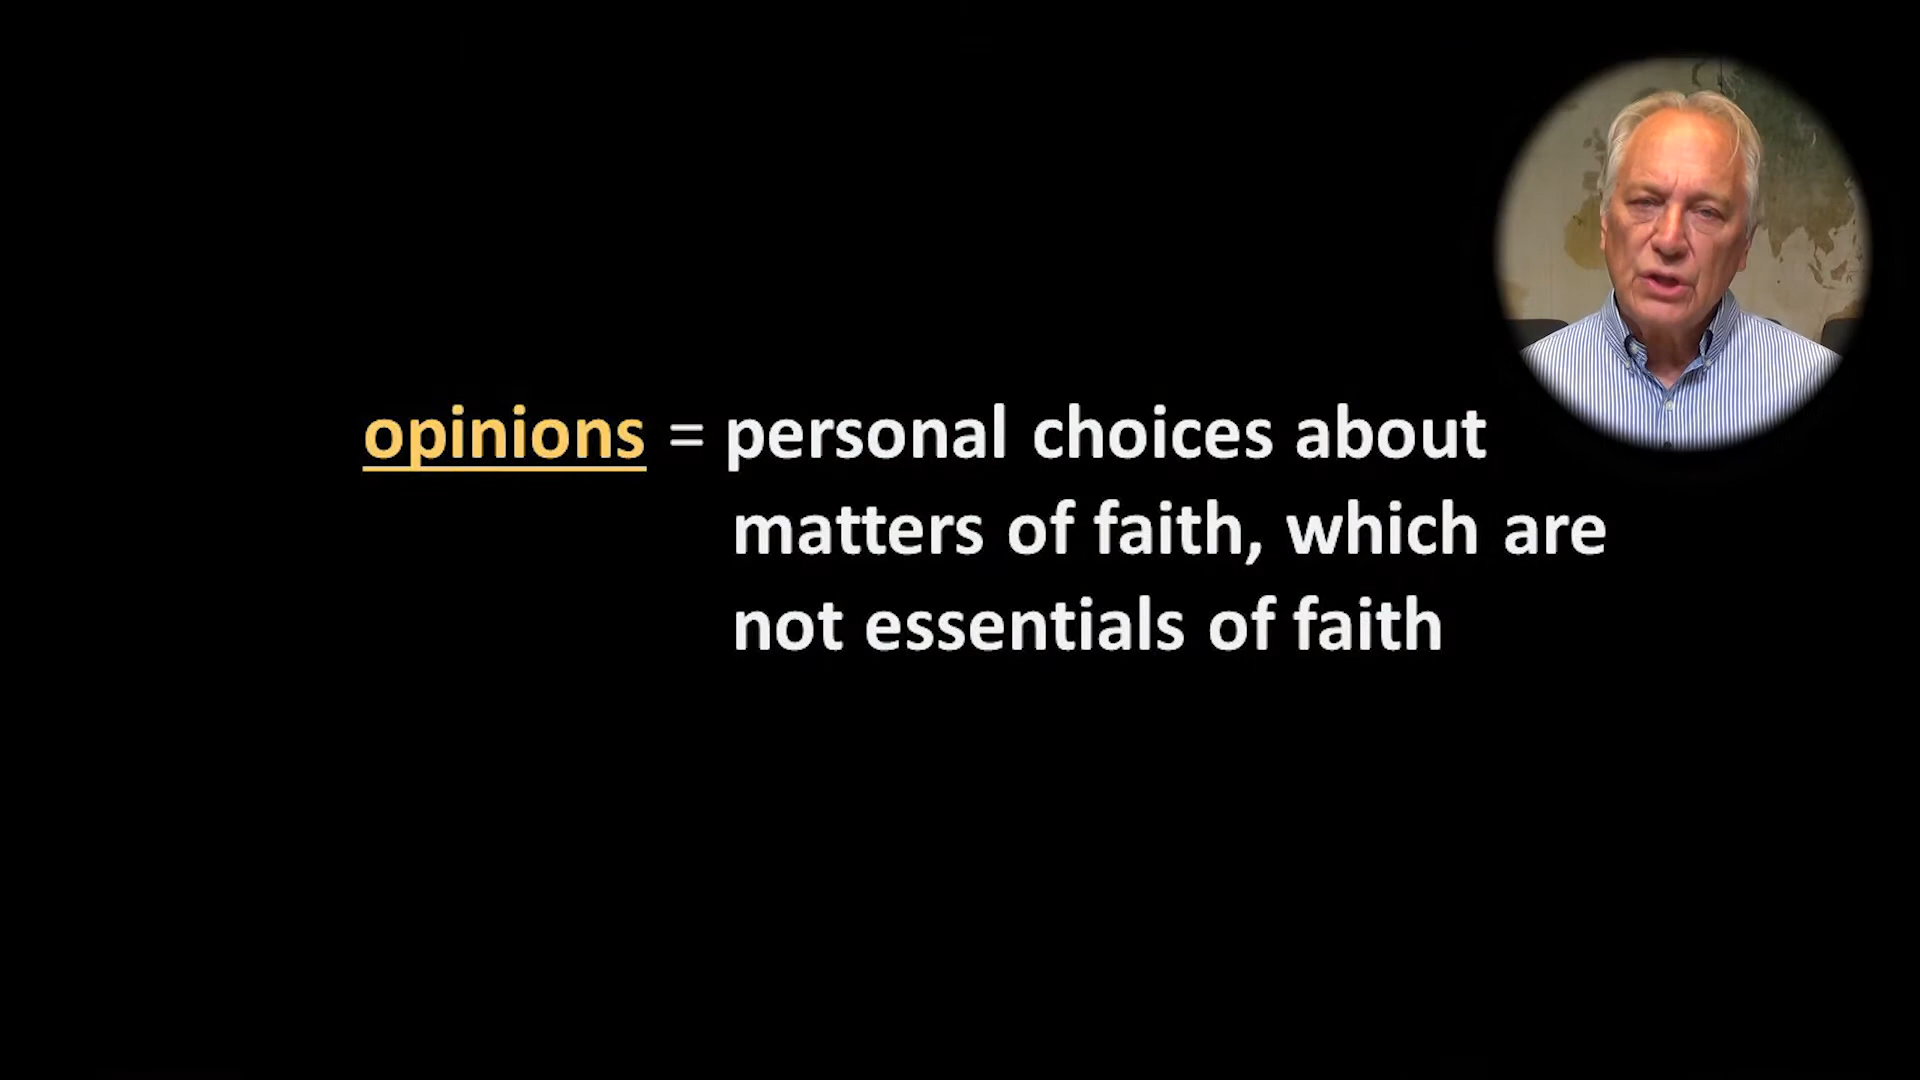 opinions = personal choices about
matters of faith, which are
not essentials of faith